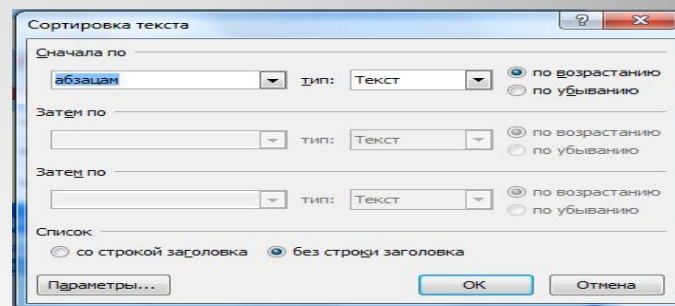 Сортировка текста
Сначала по
абзацам тип: Текст по возрастанию
по убыванию
Затем по
тип: Текст по возрастанию
по убыванию
Затем по
тип: Текст по возрастанию
по убыванию
Список
со строкой заголовка без строки заголовка
Параметры... ОК Отмена